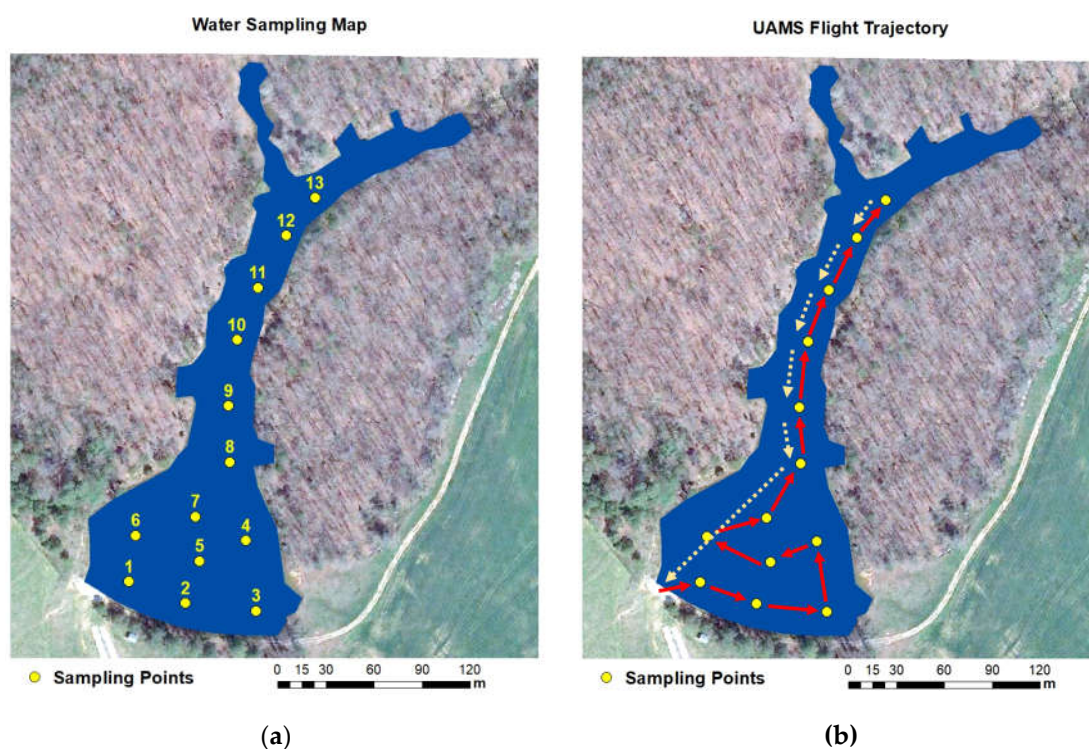 Water Sampling Map
13
12
11
10
9
8
7
6
4
5
1
2
3
Sampling Points
0 15 30 60 90 120
m
(a)
UAMS Flight Trajectory
Sampling Points
0 15 30 60 90 120
m
(b)